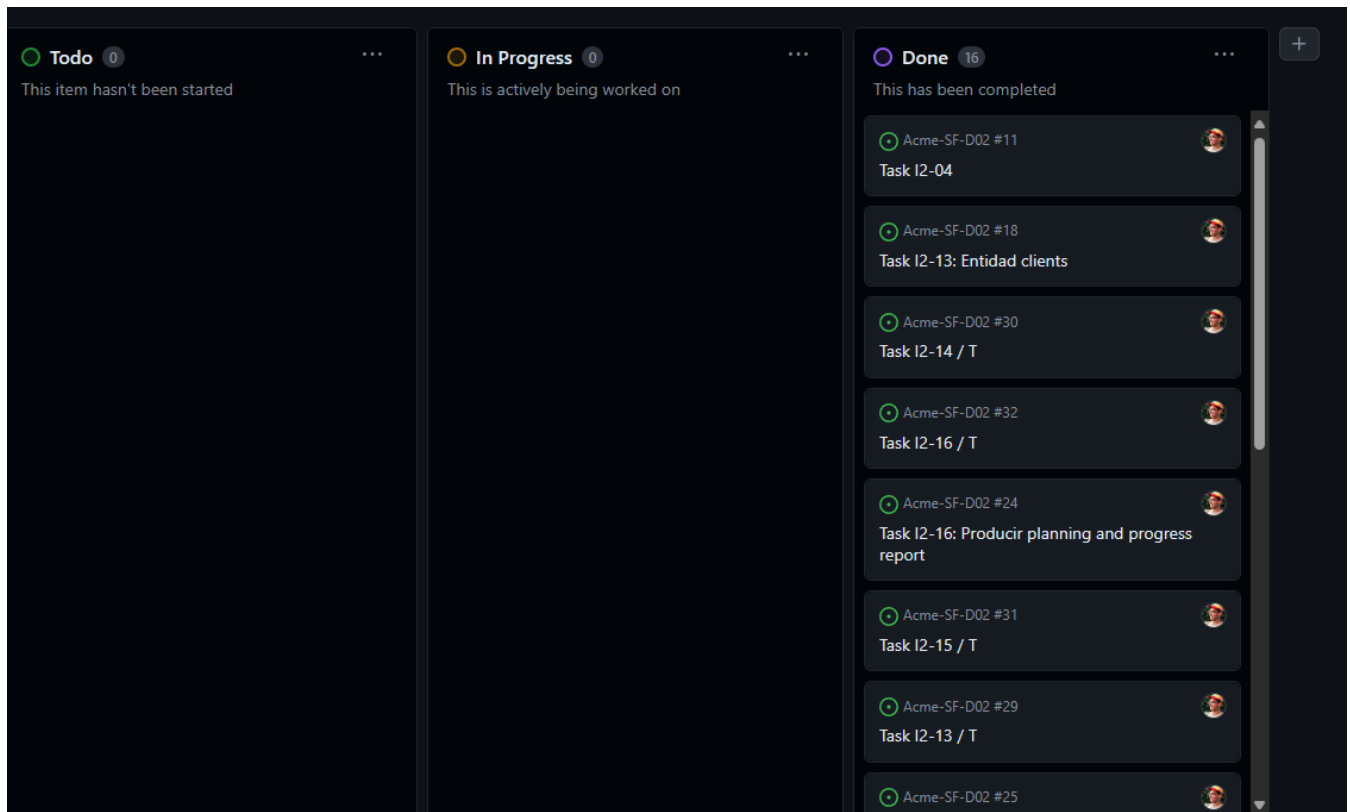 Todo 0
This item hasn't been started
In Progress 0
This is actively being worked on
Done 16
This has been completed
Acme-SF-D02 #11
Task I2-04
Acme-SF-D02 #18
Task I2-13: Entidad clients
Acme-SF-D02 #30
Task I2-14 / T
Acme-SF-D02 #32
Task I2-16 / T
Acme-SF-D02 #24
Task I2-16: Producir planning and progress
report
Acme-SF-D02 #31
Task I2-15 / T
Acme-SF-D02 #29
Task I2-13 / T
Acme-SF-D02 #25